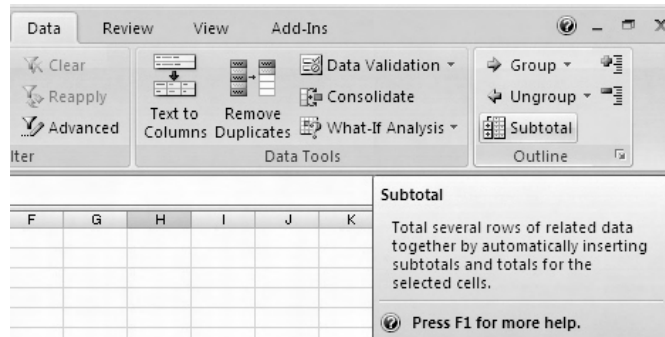 Data Review View Add-Ins
Clear
Reapply
Advanced
lter
Text to
Columns
Remove
Duplicates
Data Validation
Consolidate
What-If Analysis
Data Tools
Group
Ungroup
Subtotal
Outline
F G H I J K
Subtotal
Total several rows of related data
together by automatically inserting
subtotals and totals for the
selected cells.
Press F1 for more help.